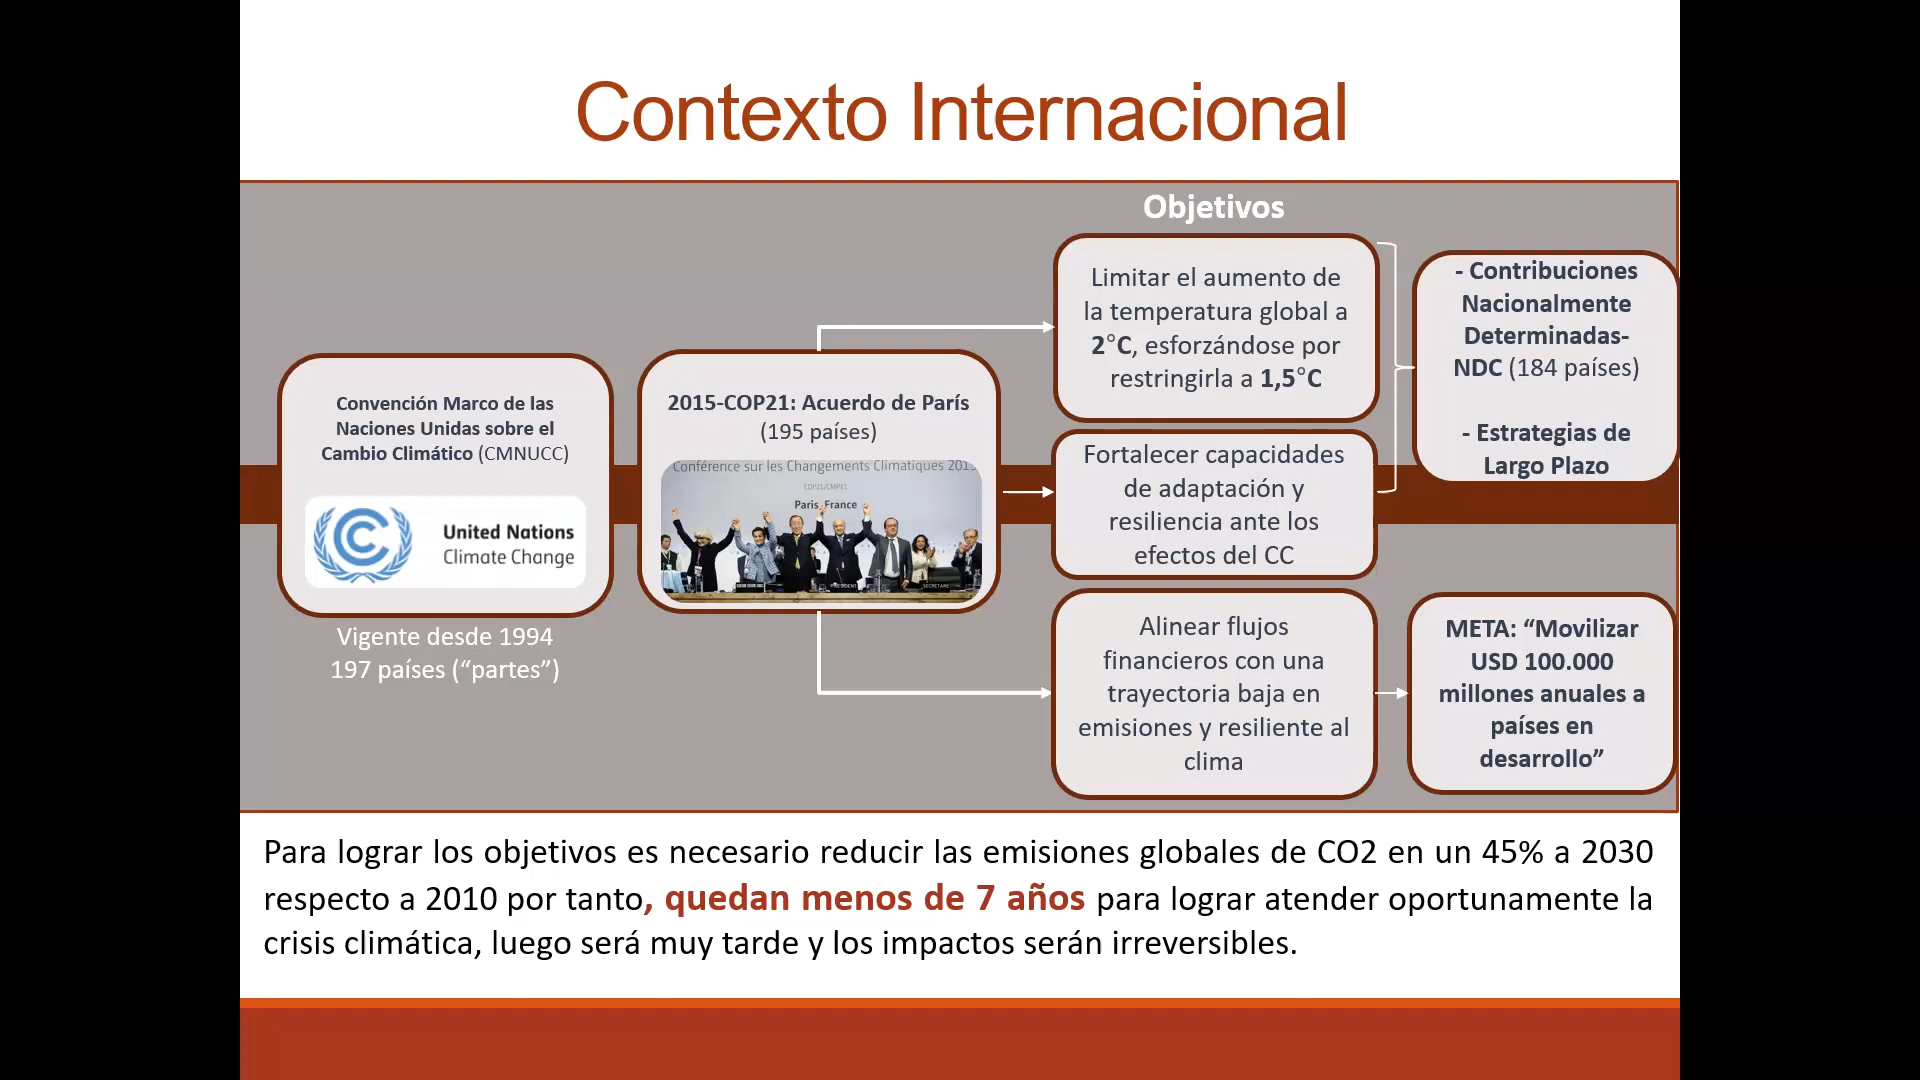 Contexto Internacional
Objetivos
Convención Marco de las
Naciones Unidas sobre el
Cambio Climático (CMNUCC)
United Nations
Climate Change
Vigente desde 1994
197 países (“partes”)
2015-COP21: Acuerdo de París
(195 países)
Conférence sur les Changements Climatiques 2015
COP21/CMP11
Paris France
PRESIDENT
SECRETAIRE
Limitar el aumento de
la temperatura global a
2°C, esforzándose por
restringirla a 1,5°C
Fortalecer capacidades
de adaptación y
resiliencia ante los
efectos del CC
Alinear flujos
financieros con una
trayectoria baja en
emisiones y resiliente al
clima
- Contribuciones
Nacionalmente
Determinadas-
NDC (184 países)
- Estrategias de
Largo Plazo
META: “Movilizar
USD 100.000
millones anuales a
países en
desarrollo”
Para lograr los objetivos es necesario reducir las emisiones globales de CO2 en un 45% a 2030
respecto a 2010 por tanto, quedan menos de 7 años para lograr atender oportunamente la
crisis climática, luego será muy tarde y los impactos serán irreversibles.